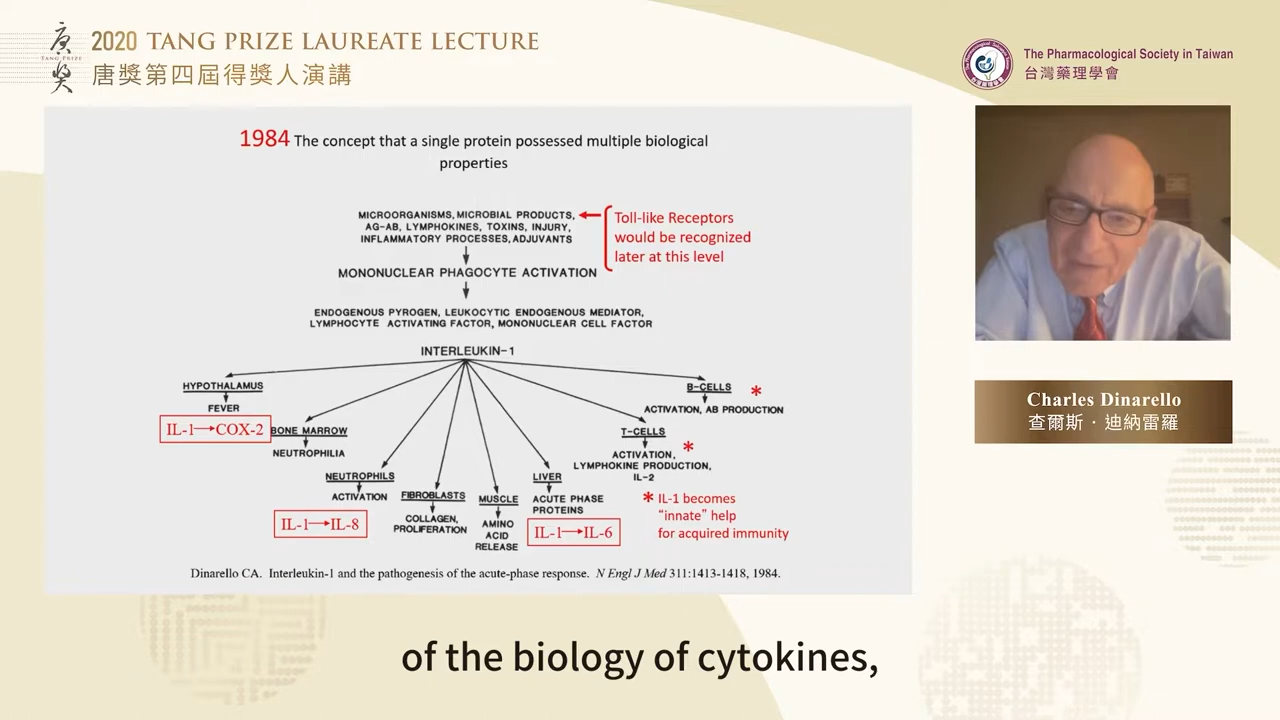 唐獎
TANG PRIZE
2020 TANG PRIZE LAUREATE LECTURE
唐獎第四屆得獎人演講
The Pharmacological Society in Taiwan
台灣藥理學會
1984 The concept that a single protein possessed multiple biological
properties
MICROORGANISMS, MICROBIAL PRODUCTS,
AG-AB, LYMPHOKINES, TOXINS, INJURY,
INFLAMMATORY PROCESSES, ADJUVANTS
Toll-like Receptors
would be recognized
later at this level
MONONUCLEAR PHAGOCYTE ACTIVATION
ENDOGENOUS PYROGEN, LEUKOCYTIC ENDOGENOUS MEDIATOR,
LYMPHOCYTE ACTIVATING FACTOR, MONONUCLEAR CELL FACTOR
INTERLEUKIN-1
HYPOTHALAMUS
FEVER
IL-1→COX-2
BONE MARROW
NEUTROPHILIA
NEUTROPHILS
ACTIVATION
IL-1→IL-8
FIBROBLASTS
COLLAGEN,
PROLIFERATION
MUSCLE
AMINO
ACID
RELEASE
LIVER
ACUTE PHASE
PROTEINS
IL-1→IL-6
T-CELLS
ACTIVATION, *
LYMPHOKINE PRODUCTION,
IL-2
B-CELLS *
ACTIVATION, AB PRODUCTION
* IL-1 becomes
“innate” help
for acquired immunity
Dinarello CA. Interleukin-1 and the pathogenesis of the acute-phase response. N Engl J Med 311:1413-1418, 1984.
Charles Dinarello
查爾斯・迪納雷羅
of the biology of cytokines,